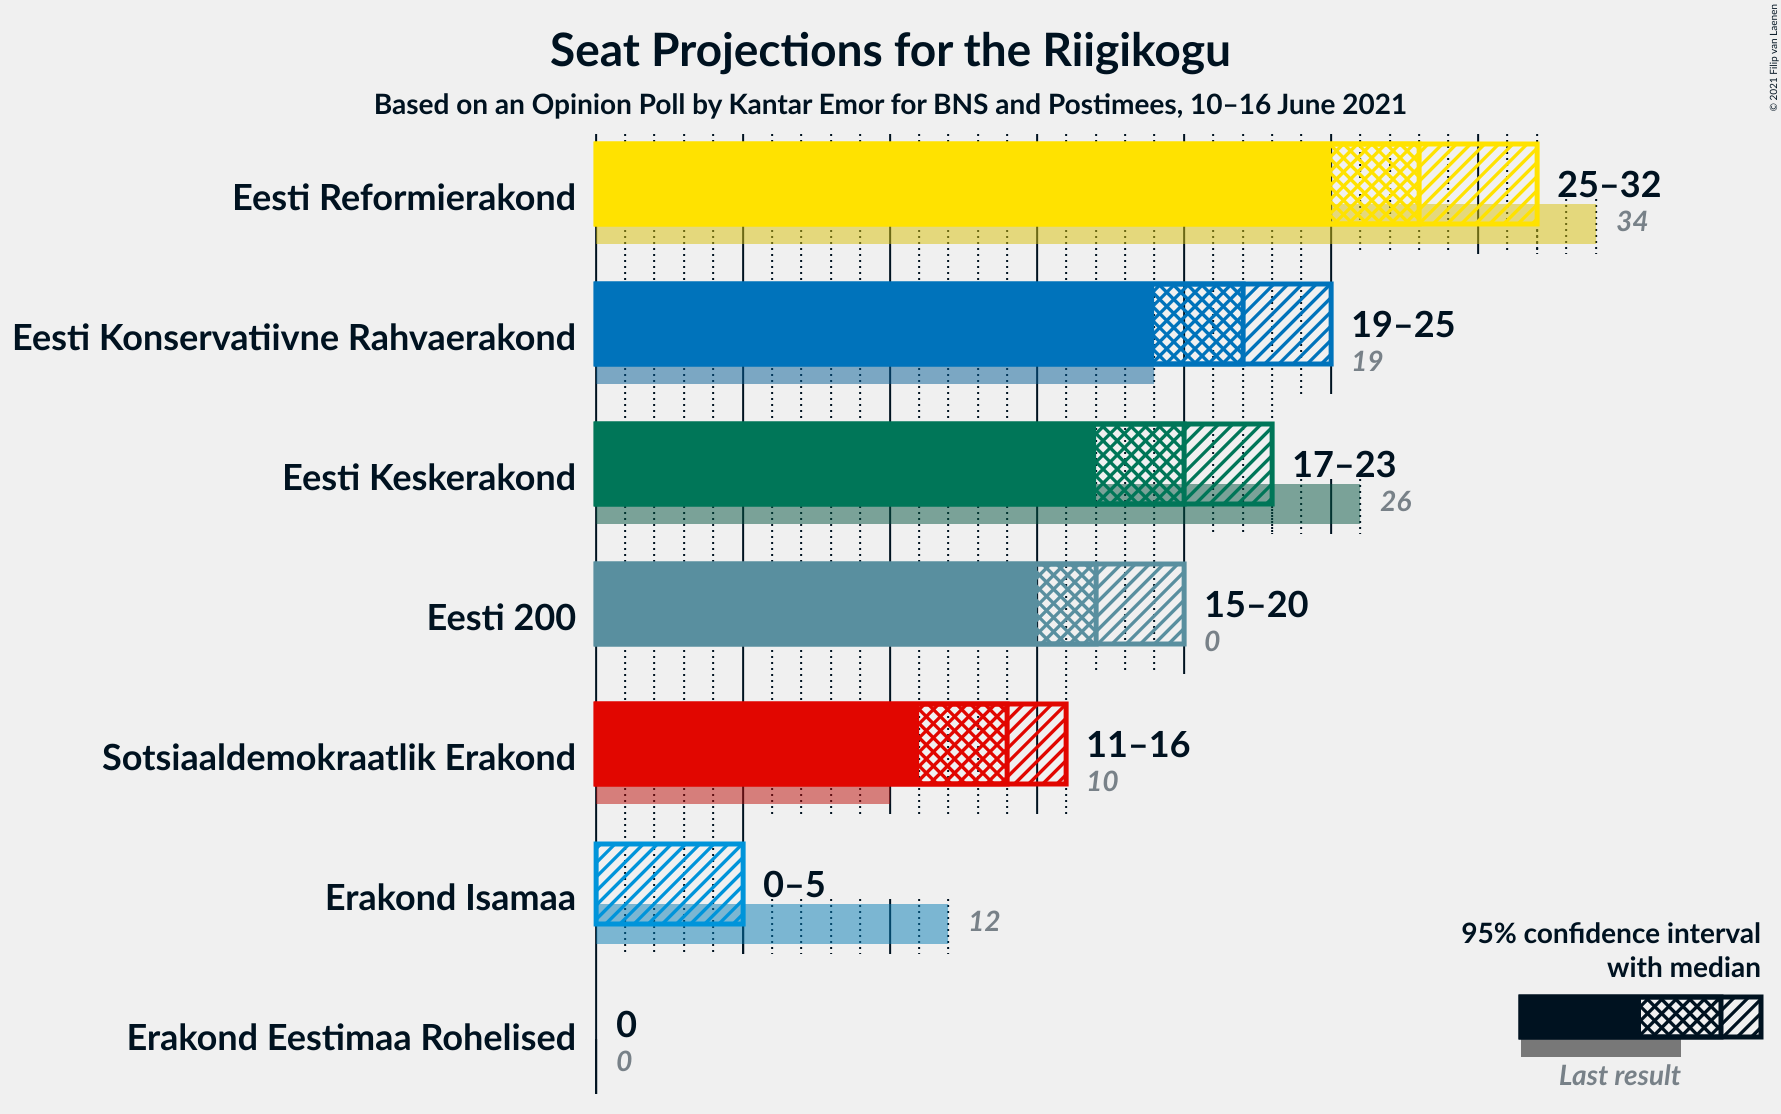 Seat Projections for the Riigikogu
Based on an Opinion Poll by Kantar Emor for BNS and Postimees, 10–16 June 2021
© 2021 Filip van Laenen
Eesti Reformierakond
25–32
34
Eesti Konservatiivne Rahvaerakond
19–25
19
Eesti Keskerakond
17–23
26
Eesti 200
15–20
0
Sotsiaaldemokraatlik Erakond
11–16
10
Erakond Isamaa
0–5
12
Erakond Eestimaa Rohelised
0
0
95% confidence interval
with median
Last result